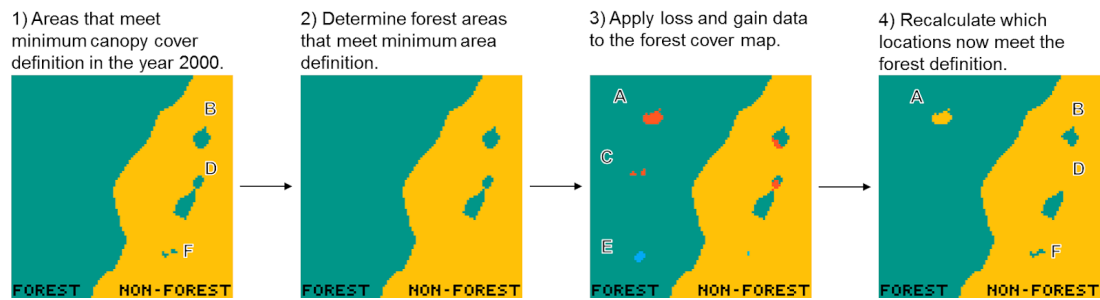 1) Areas that meet
minimum canopy cover
definition in the year 2000.
B
D
F
FOREST NON-FOREST
2) Determine forest areas
that meet minimum area
definition.
FOREST NON-FOREST
3) Apply loss and gain data
to the forest cover map.
A
C
E
FOREST NON-FOREST
4) Recalculate which
locations now meet the
forest definition.
A
B
D
F
FOREST NON-FOREST